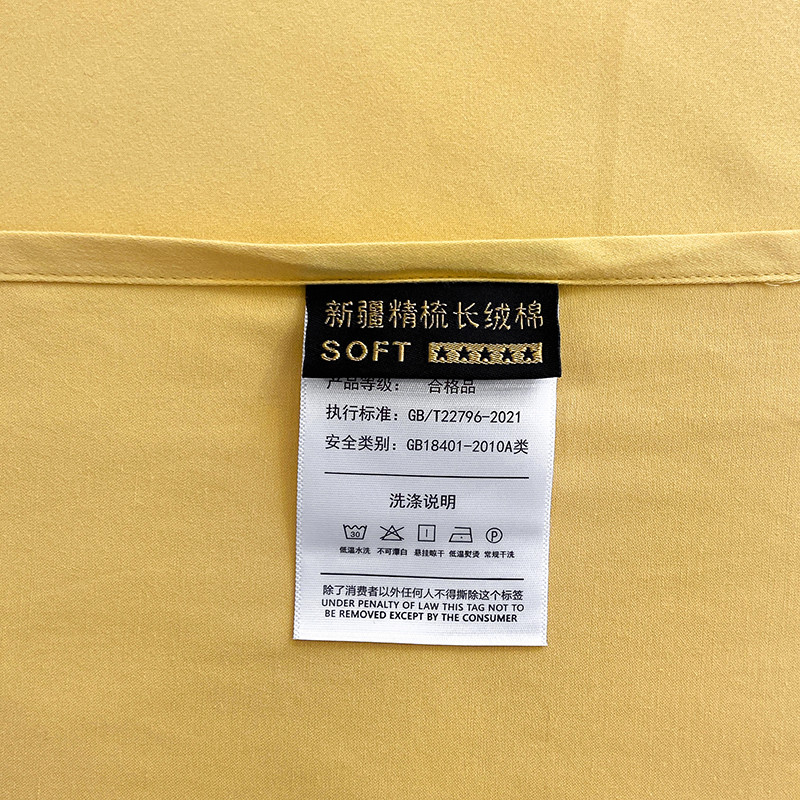 新疆精梳长绒棉
SOFT ★★★★★
产品等级： 合格品
执行标准：GB/T22796-2021
安全类别：GB18401-2010A类
洗涤说明
30 P
低温水洗 不可漂白 悬挂晾干 低温熨烫 常规干洗
除了消费者以外任何人不得撕除这个标签
UNDER PENALTY OF LAW THIS TAG NOT TO
BE REMOVED EXCEPT BY THE CONSUMER